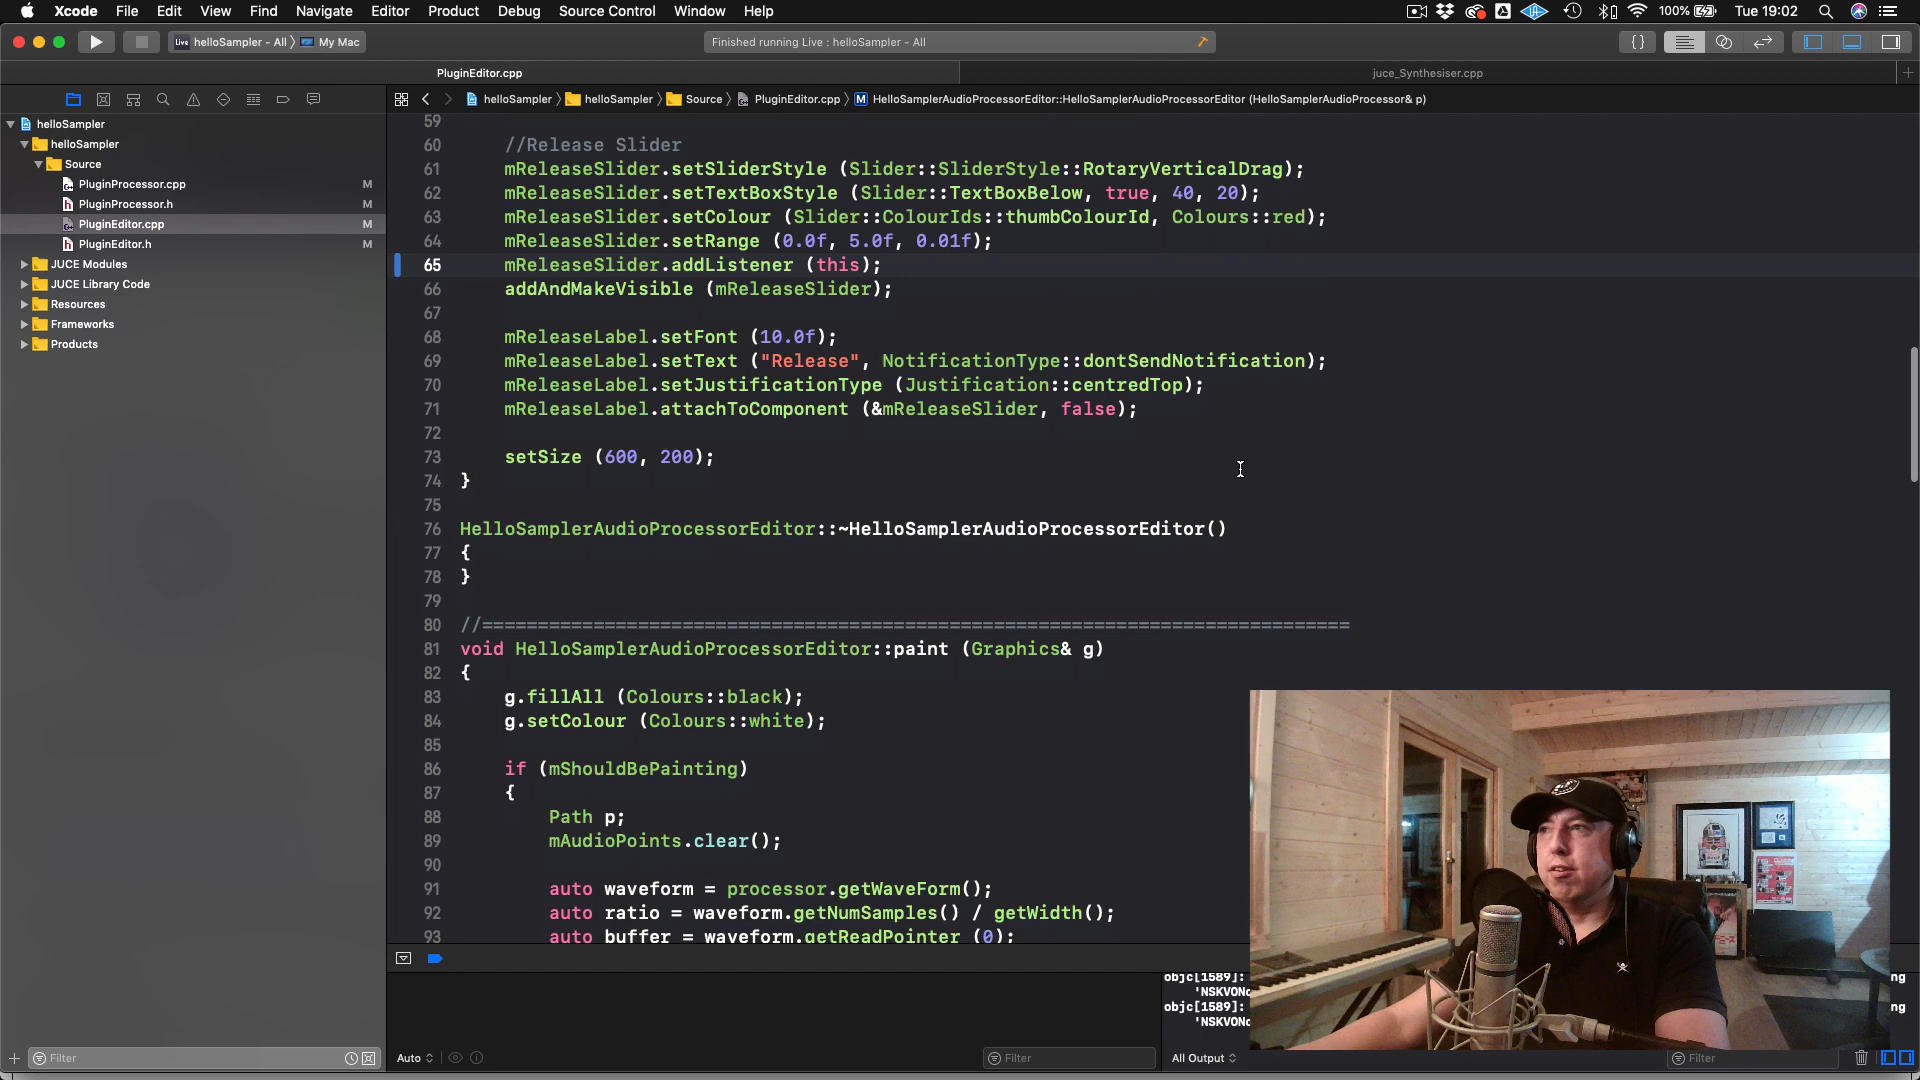 Xcode File Edit View Find Navigate Editor Product Debug Source Control Window Help 100% Tue 19:02
Live helloSampler - All 〉 My Mac Finished running Live : helloSampler - All { }
PluginEditor.cpp juce_Synthesiser.cpp
helloSampler 〉 helloSampler 〉 Source 〉 PluginEditor.cpp 〉 M HelloSamplerAudioProcessorEditor::HelloSamplerAudioProcessorEditor (HelloSamplerAudioProcessor& p)
helloSampler
helloSampler
Source
PluginProcessor.cpp M
PluginProcessor.h M
PluginEditor.cpp M
PluginEditor.h M
JUCE Modules
JUCE Library Code
Resources
Frameworks
Products
59
60 //Release Slider
61 mReleaseSlider.setSliderStyle (Slider::SliderStyle::RotaryVerticalDrag);
62 mReleaseSlider.setTextBoxStyle (Slider::TextBoxBelow, true, 40, 20);
63 mReleaseSlider.setColour (Slider::ColourIds::thumbColourId, Colours::red);
64 mReleaseSlider.setRange (0.0f, 5.0f, 0.01f);
65 mReleaseSlider.addListener (this);
66 addAndMakeVisible (mReleaseSlider);
67
68 mReleaseLabel.setFont (10.0f);
69 mReleaseLabel.setText ("Release", NotificationType::dontSendNotification);
70 mReleaseLabel.setJustificationType (Justification::centredTop);
71 mReleaseLabel.attachToComponent (&mReleaseSlider, false);
72
73 setSize (600, 200);
74 }
75
76 HelloSamplerAudioProcessorEditor::~HelloSamplerAudioProcessorEditor()
77 {
78 }
79
80 //==============================================================================
81 void HelloSamplerAudioProcessorEditor::paint (Graphics& g)
82 {
83 g.fillAll (Colours::black);
84 g.setColour (Colours::white);
85
86 if (mShouldBePainting)
87 {
88 Path p;
89 mAudioPoints.clear();
90
91 auto waveform = processor.getWaveForm();
92 auto ratio = waveform.getNumSamples() / getWidth();
93 auto buffer = waveform.getReadPointer (0);
objc[1589]: ng
'NSKVONo
objc[1589]: ng
'NSKVONo
Filter Auto Filter All Output Filter